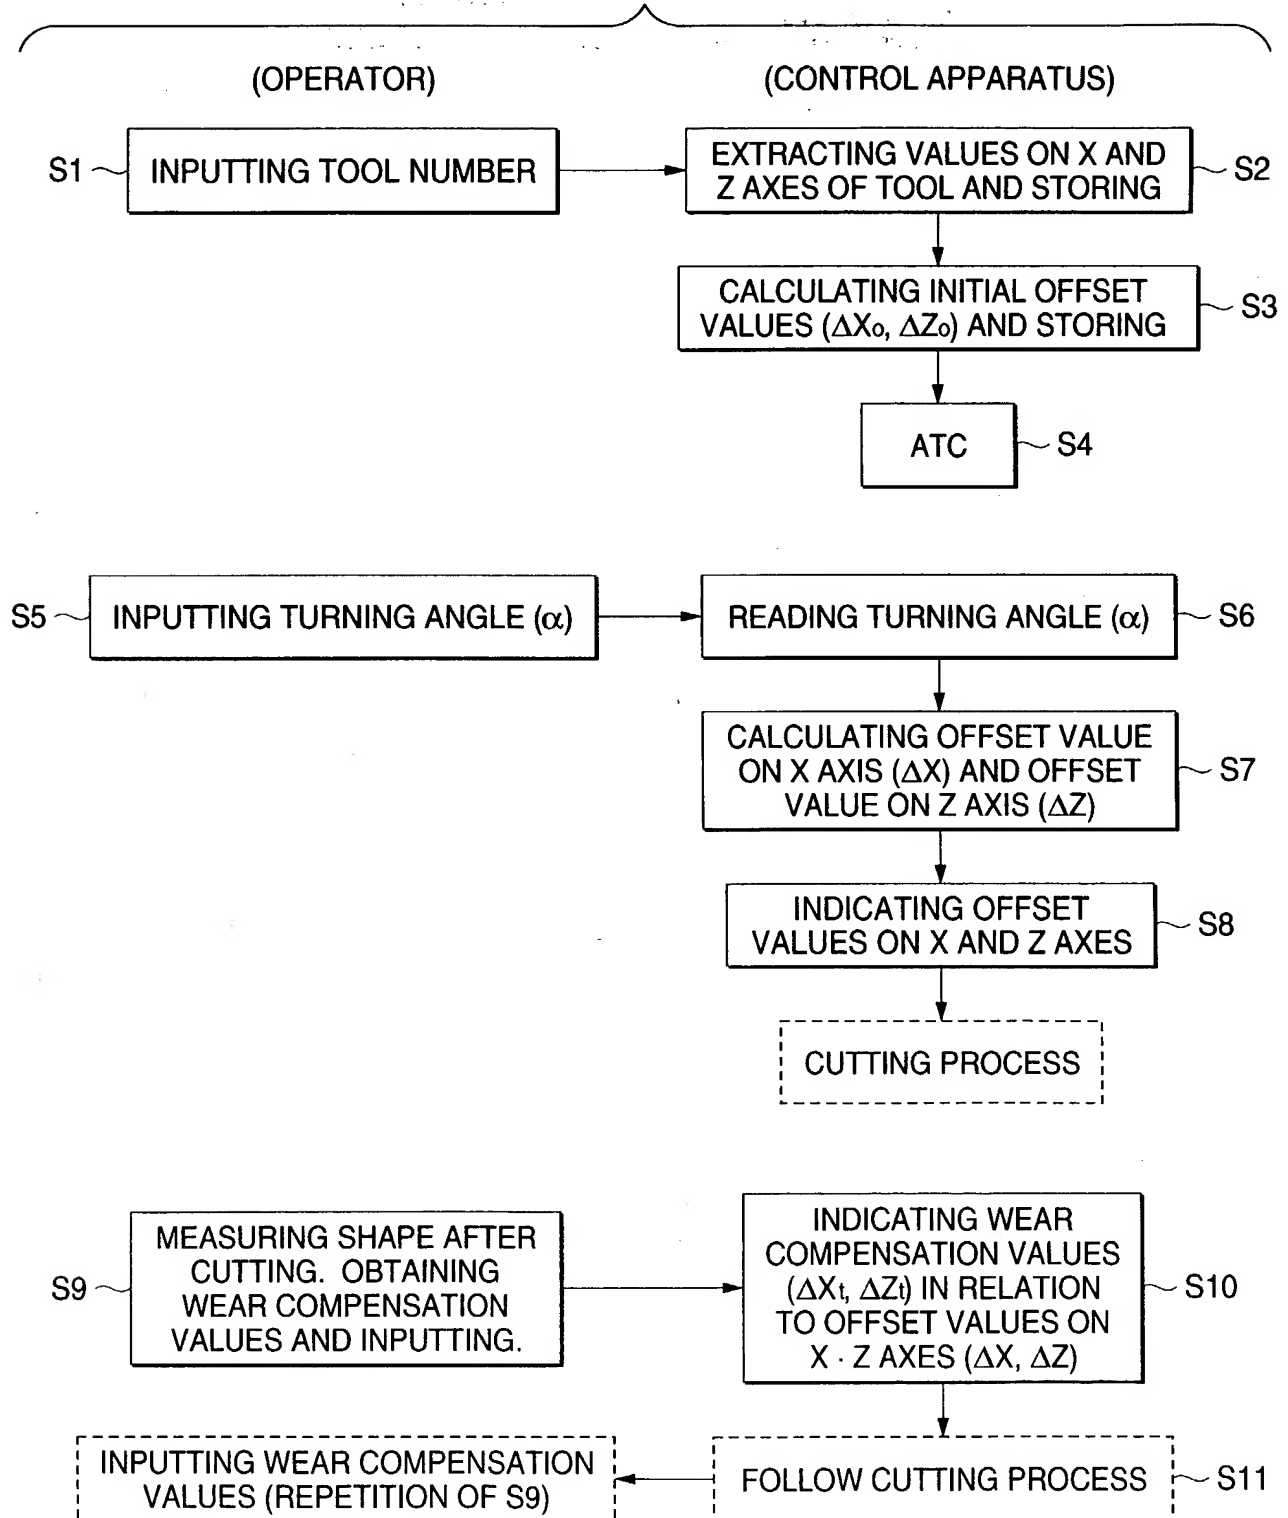 (OPERATOR)
(CONTROL APPARATUS)
S1
INPUTTING TOOL NUMBER
EXTRACTING VALUES ON X AND
Z AXES OF TOOL AND STORING
S2
CALCULATING INITIAL OFFSET
VALUES (ΔXo, ΔZo) AND STORING
S3
ATC
S4
S5
INPUTTING TURNING ANGLE (α)
READING TURNING ANGLE (α)
S6
CALCULATING OFFSET VALUE
ON X AXIS (ΔX) AND OFFSET
VALUE ON Z AXIS (ΔZ)
S7
INDICATING OFFSET
VALUES ON X AND Z AXES
S8
CUTTING PROCESS
S9
MEASURING SHAPE AFTER
CUTTING. OBTAINING
WEAR COMPENSATION
VALUES AND INPUTTING.
INDICATING WEAR
COMPENSATION VALUES
(ΔXt, ΔZt) IN RELATION
TO OFFSET VALUES ON
X · Z AXES (ΔX, ΔZ)
S10
INPUTTING WEAR COMPENSATION
VALUES (REPETITION OF S9)
FOLLOW CUTTING PROCESS
S11